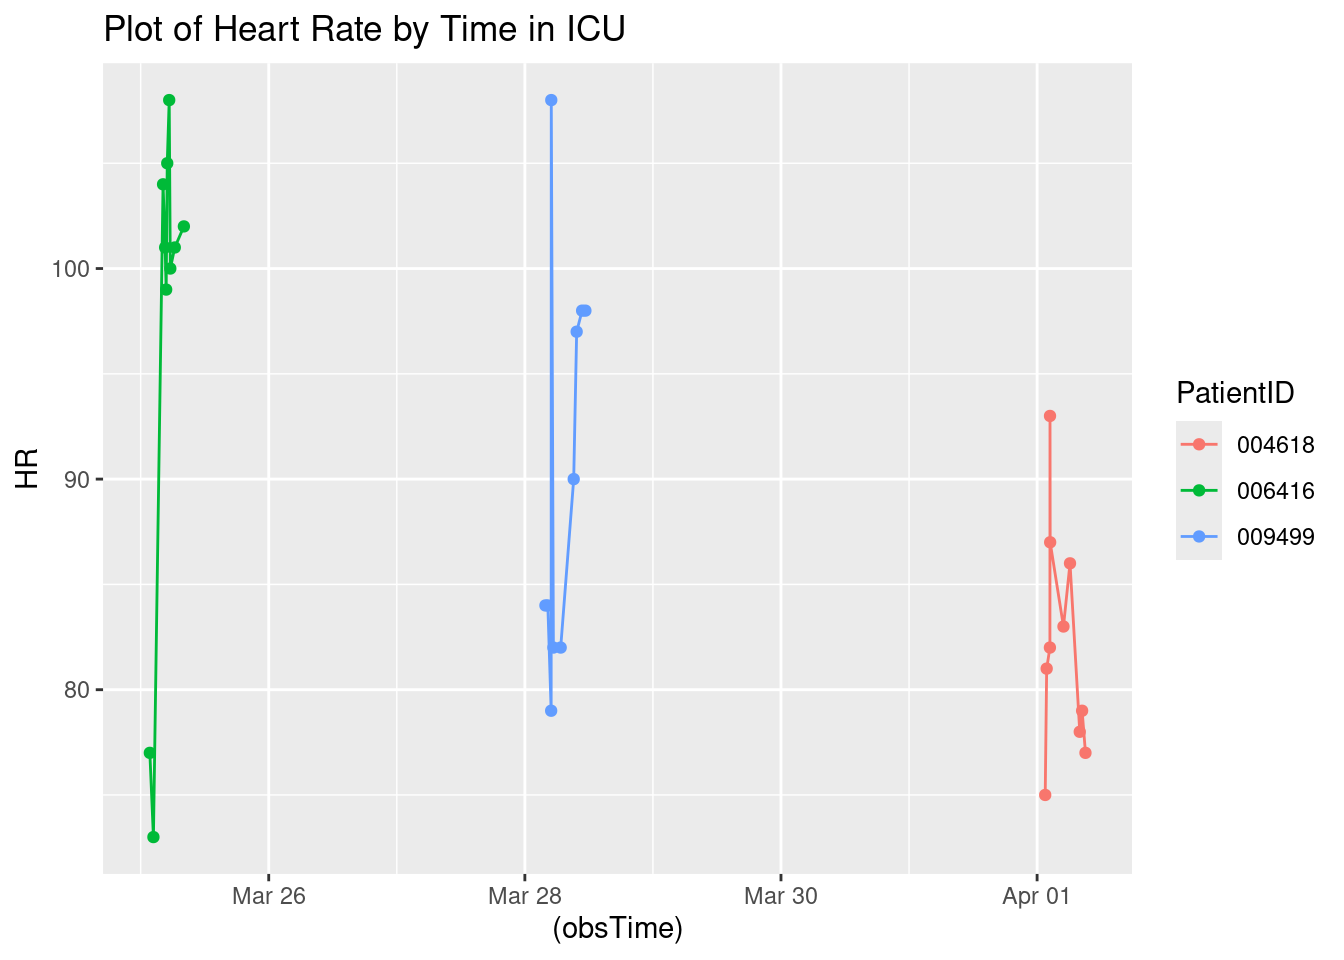 Plot of Heart Rate by Time in ICU
HR
100
90
80
Mar 26
Mar 28
Mar 30
Apr 01
(obsTime)
PatientID
004618
006416
009499